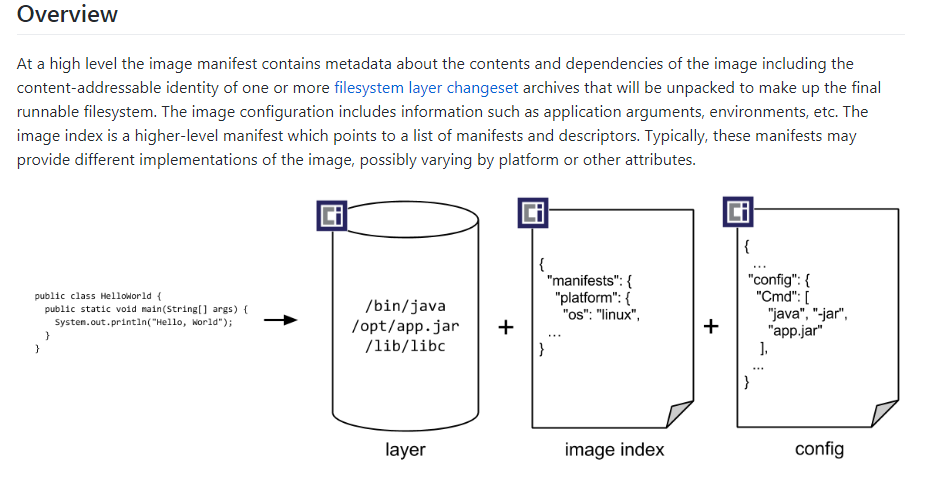 Overview
At a high level the image manifest contains metadata about the contents and dependencies of the image including the
content-addressable identity of one or more filesystem layer changeset archives that will be unpacked to make up the final
runnable filesystem. The image configuration includes information such as application arguments, environments, etc. The
image index is a higher-level manifest which points to a list of manifests and descriptors. Typically, these manifests may
provide different implementations of the image, possibly varying by platform or other attributes.
public class HelloWorld {
public static void main(String[] args) {
System.out.println("Hello, World");
}
}
Ci
/bin/java
/opt/app.jar
/lib/libc
layer
+
Ci
{
"manifests": {
"platform": {
"os": "linux",
...
}
image index
+
Ci
{
...
"config": {
"Cmd": [
"java", "-jar",
"app.jar"
],
...
}
config